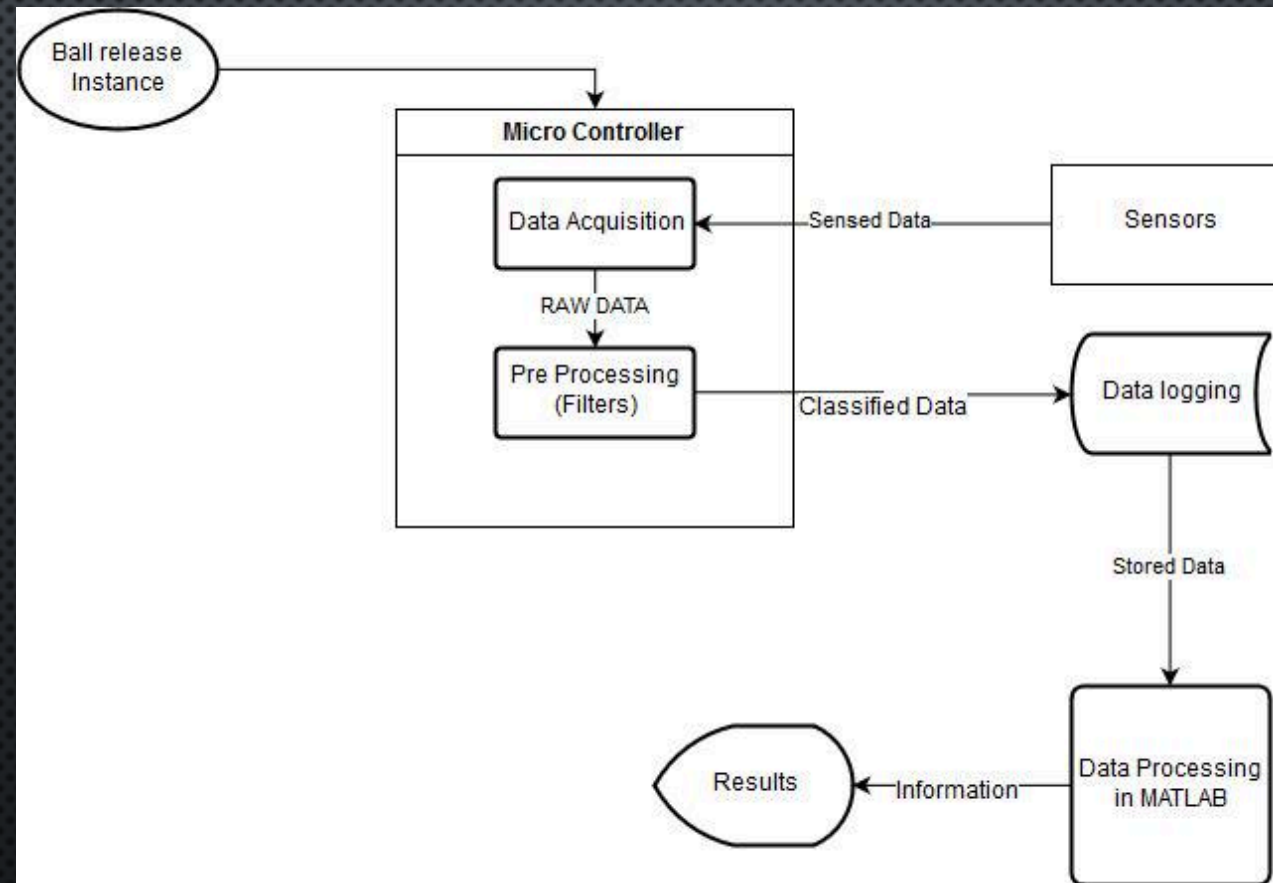 Ball release
Instance
Micro Controller
Data Acquisition
Sensed Data
Sensors
RAW DATA
Pre Processing
(Filters)
Classified Data
Data logging
Stored Data
Data Processing
in MATLAB
Information
Results